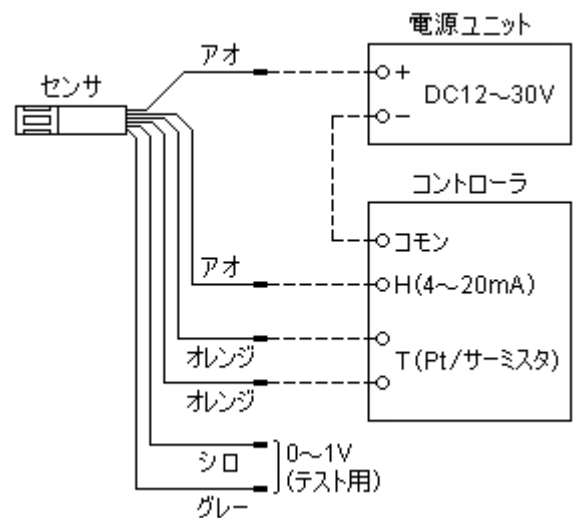 電源ユニット
アオ
+
DC12～30V
−
センサ
コントローラ
コモン
アオ
H(4～20mA)
オレンジ
T(Pt/サーミスタ)
オレンジ
シロ
0～1V
(テスト用)
グレー